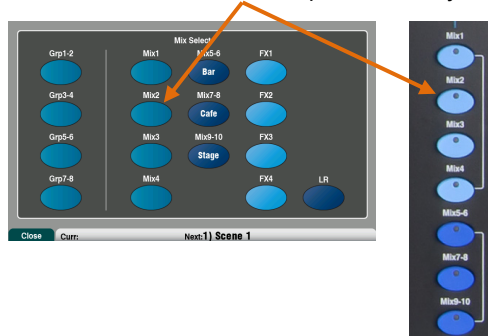 Mix Select
Grp1-2 Mix1 Mix5-6 FX1
Bar
Grp3-4 Mix2 Mix7-8 FX2
Cafe
Grp5-6 Mix3 Mix9-10 FX3
Stage
Grp7-8 Mix4 FX4 LR
Close Curr: Next:1) Scene 1
Mix1
Mix2
Mix3
Mix4
Mix5-6
Mix7-8
Mix9-10